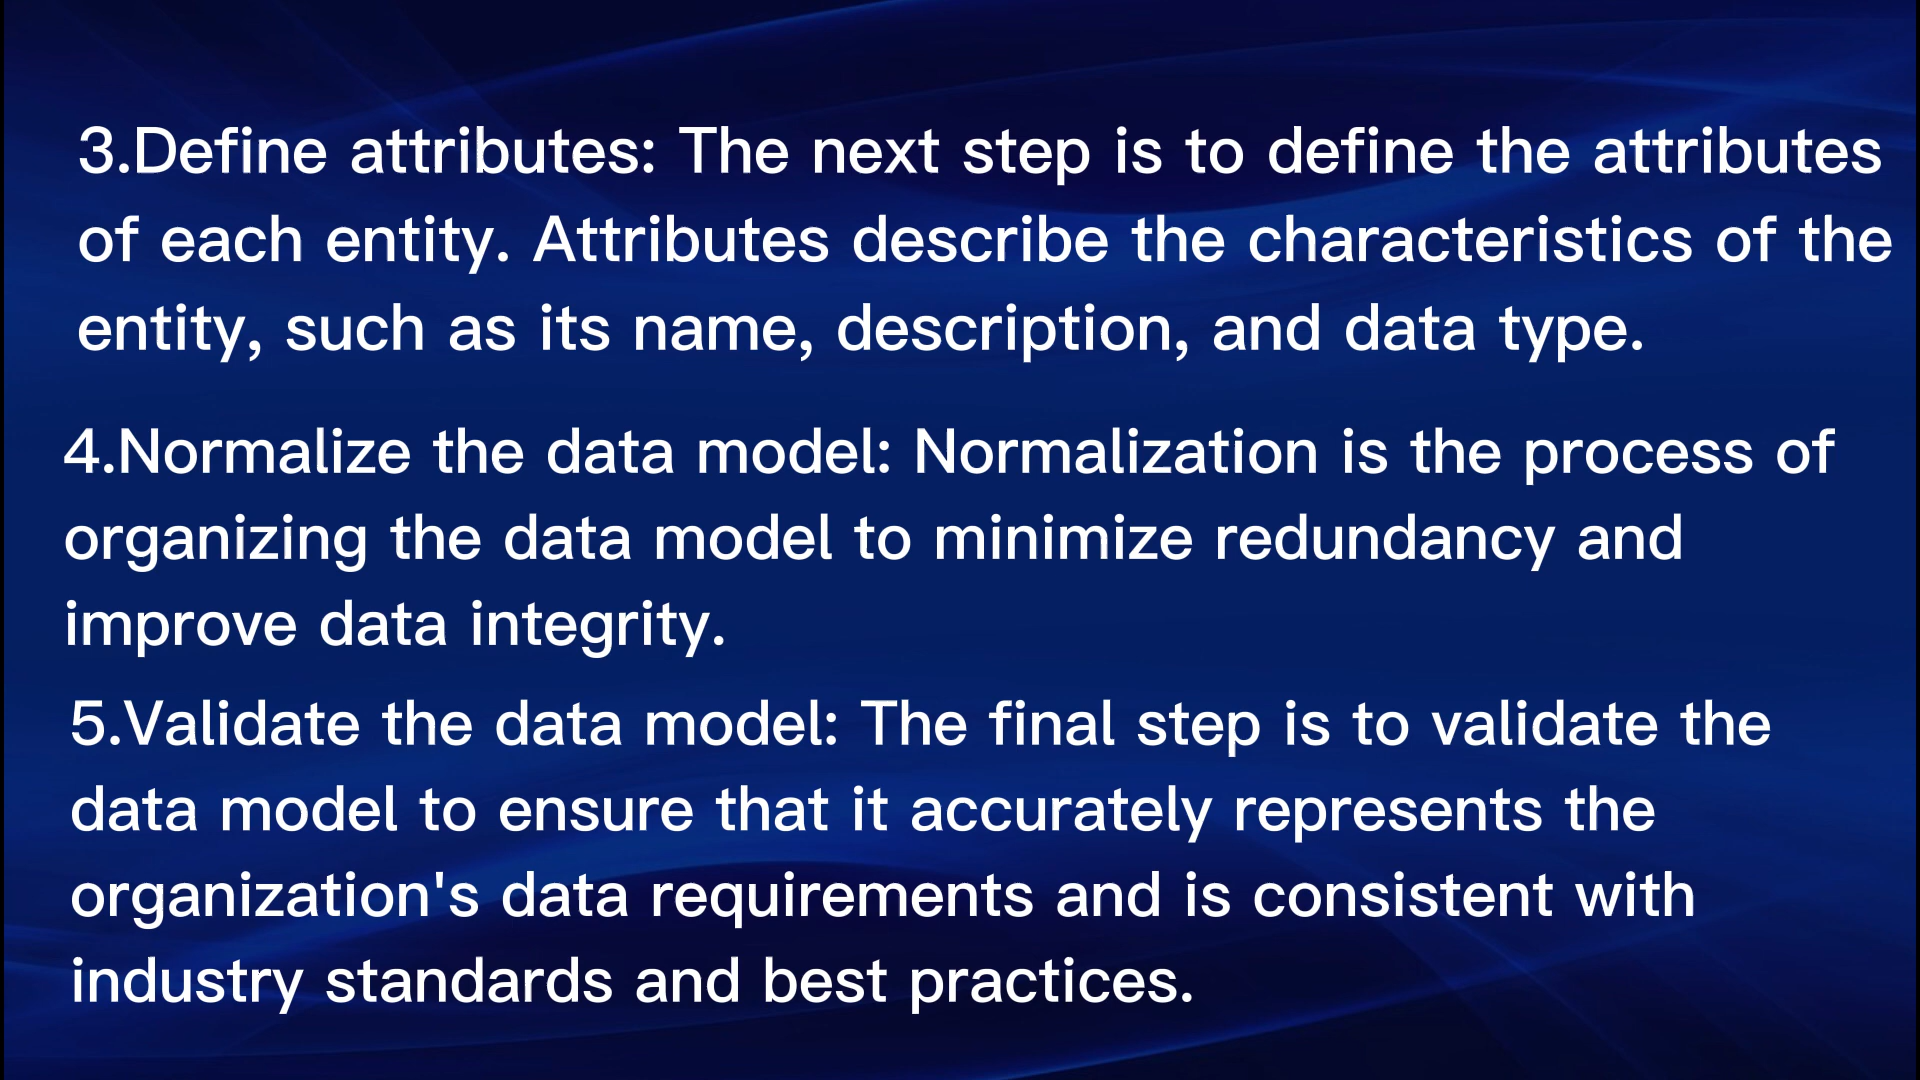 3.Define attributes: The next step is to define the attributes
of each entity. Attributes describe the characteristics of the
entity, such as its name, description, and data type.
4.Normalize the data model: Normalization is the process of
organizing the data model to minimize redundancy and
improve data integrity.
5.Validate the data model: The final step is to validate the
data model to ensure that it accurately represents the
organization's data requirements and is consistent with
industry standards and best practices.